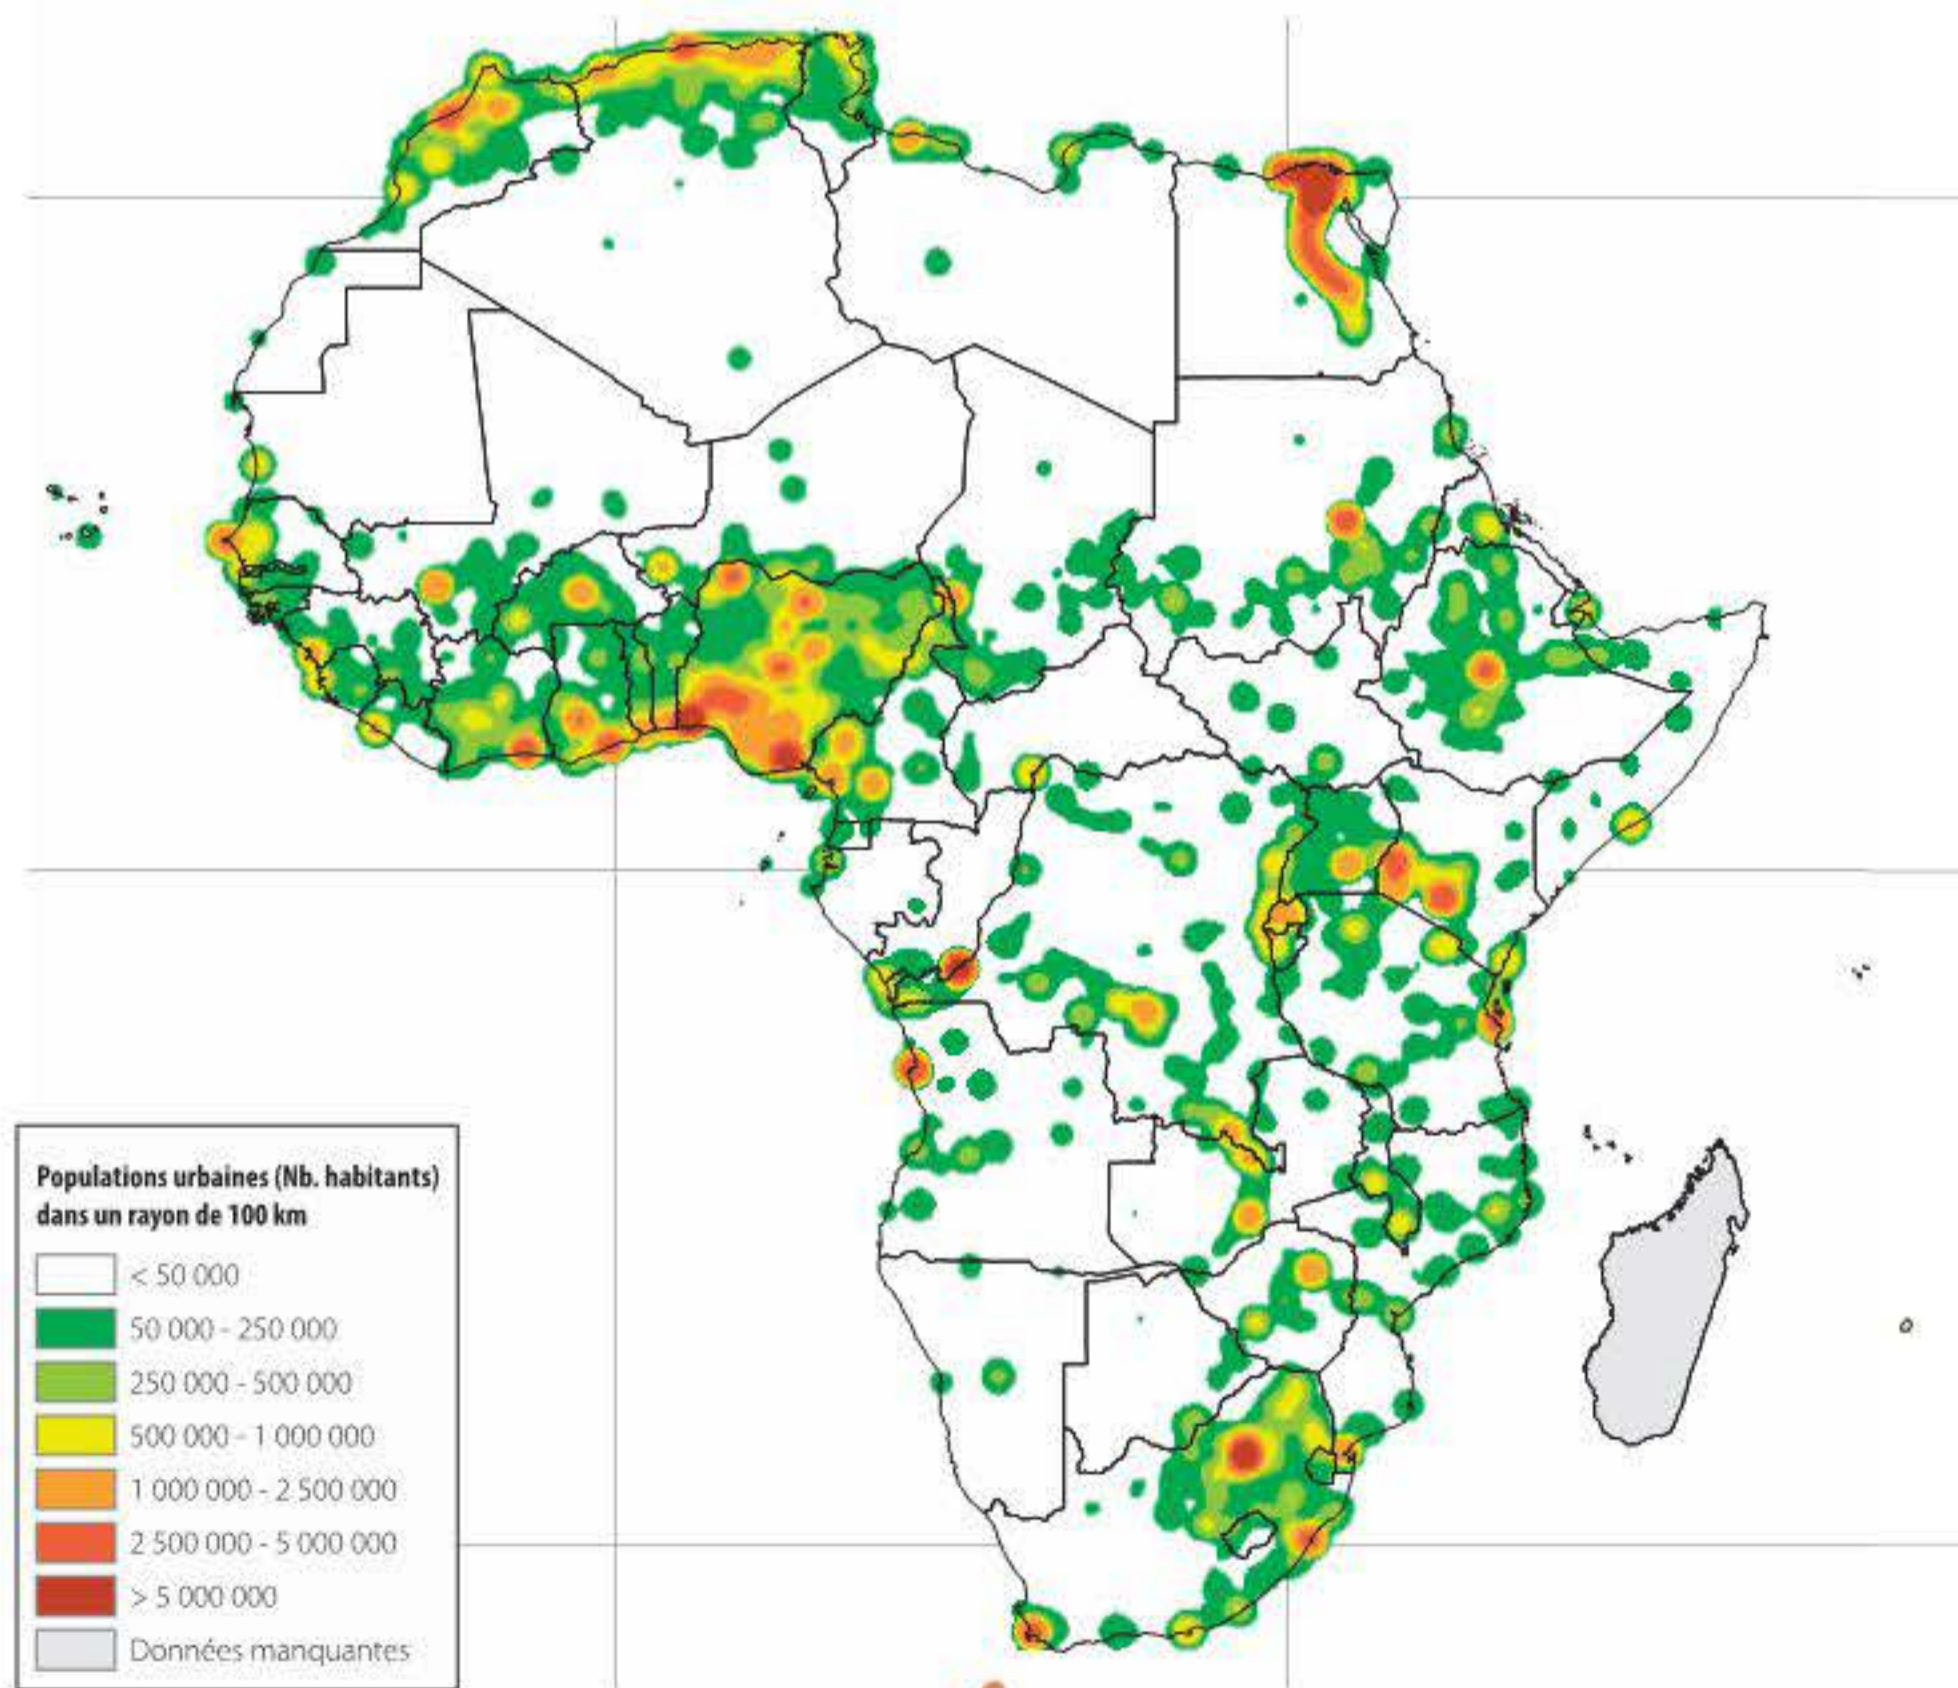 Populations urbaines (Nb. habitants)
dans un rayon de 100 km
< 50 000
50 000 - 250 000
250 000 - 500 000
500 000 - 1 000 000
1 000 000 - 2 500 000
2 500 000 - 5 000 000
> 5 000 000
Données manquantes